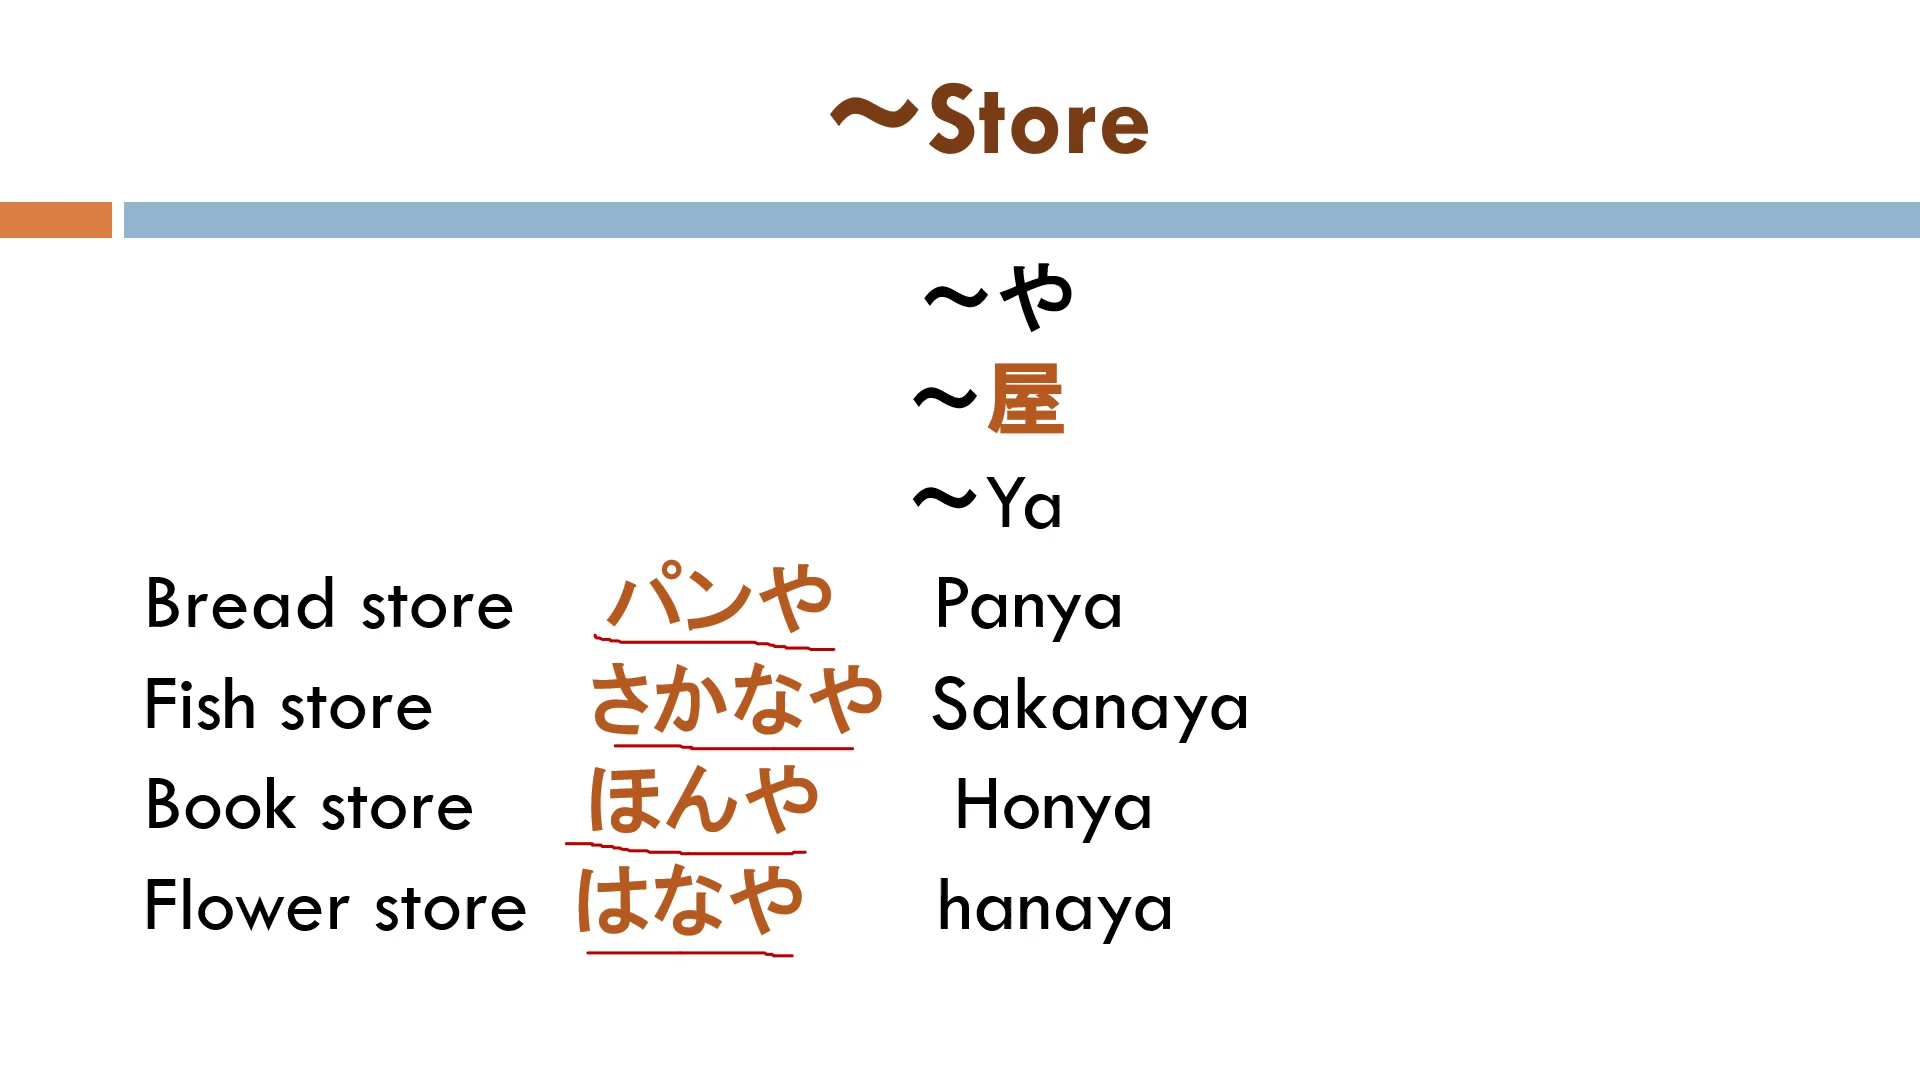 ～Store
～や
～屋
～Ya
Bread store パンや Panya
Fish store さかなや Sakanaya
Book store ほんや Honya
Flower store はなや hanaya